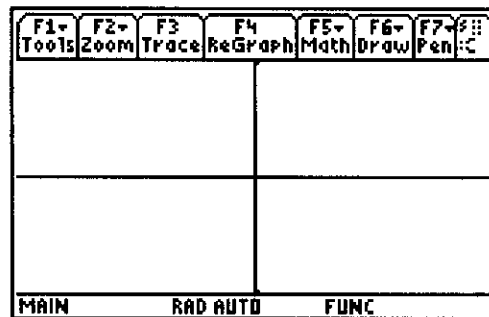 F1 F2 F3 F4 F5 F6 F7
Tools Zoom Trace ReGraph Math Draw Pen :C
MAIN RAD AUTO FUNC